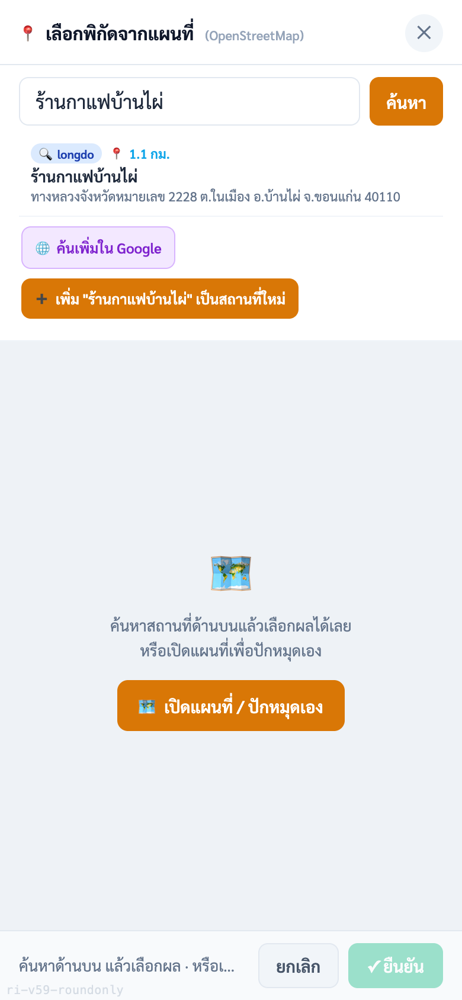 เลือกพิกัดจากแผนที่ (OpenStreetMap)
ร้านกาแฟบ้านไผ่
ค้นหา
longdo 1.1 กม.
ร้านกาแฟบ้านไผ่
ทางหลวงจังหวัดหมายเลข 2228 ต.ในเมือง อ.บ้านไผ่ จ.ขอนแก่น 40110
ค้นเพิ่มใน Google
เพิ่ม "ร้านกาแฟบ้านไผ่" เป็นสถานที่ใหม่
ค้นหาสถานที่ด้านบนแล้วเลือกผลได้เลย
หรือเปิดแผนที่เพื่อปักหมุดเอง
เปิดแผนที่ / ปักหมุดเอง
ค้นหาด้านบน แล้วเลือกผล · หรือเ...
ยกเลิก
✓ ยืนยัน
ri-v59-roundonly